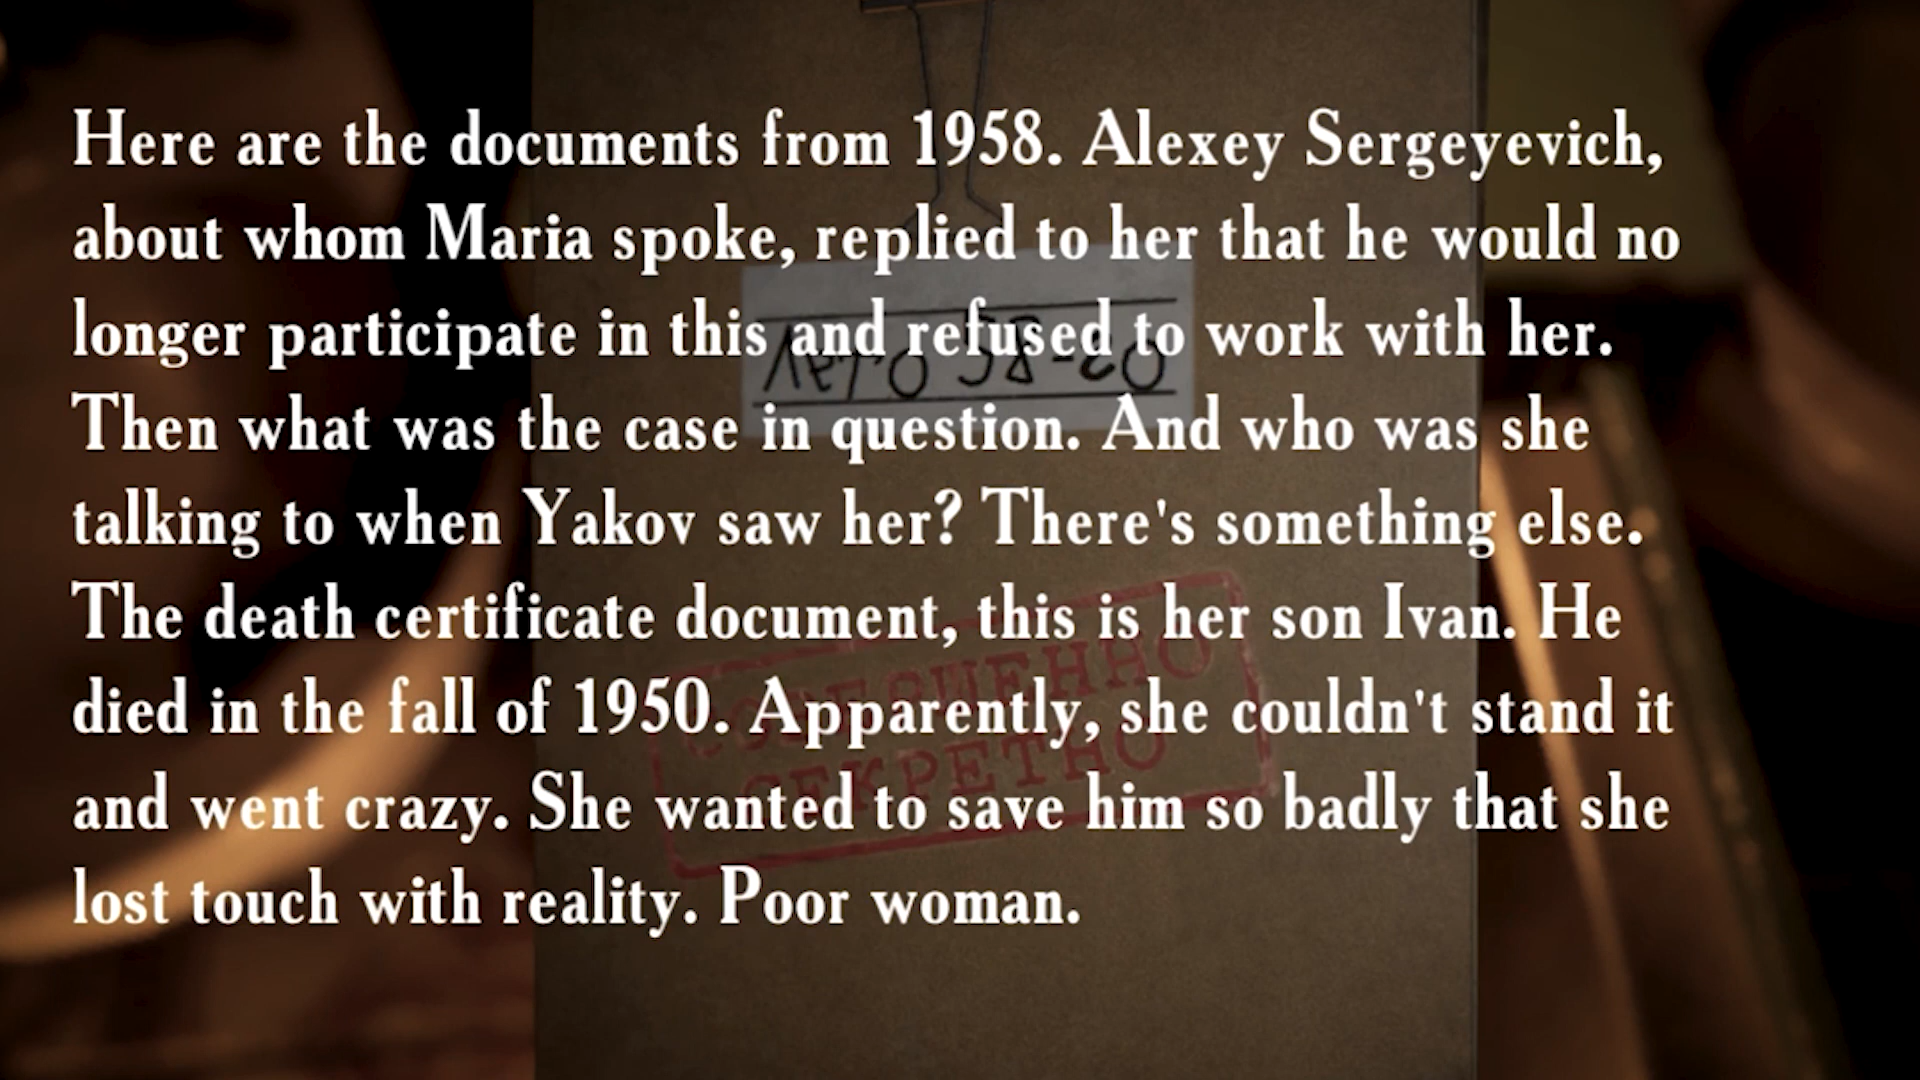 Here are the documents from 1958. Alexey Sergeyevich,
about whom Maria spoke, replied to her that he would no
longer participate in this and refused to work with her.
Then what was the case in question. And who was she
talking to when Yakov saw her? There's something else.
The death certificate document, this is her son Ivan. He
died in the fall of 1950. Apparently, she couldn't stand it
and went crazy. She wanted to save him so badly that she
lost touch with reality. Poor woman.
СОВЕРШЕННО
СЕКРЕТНО